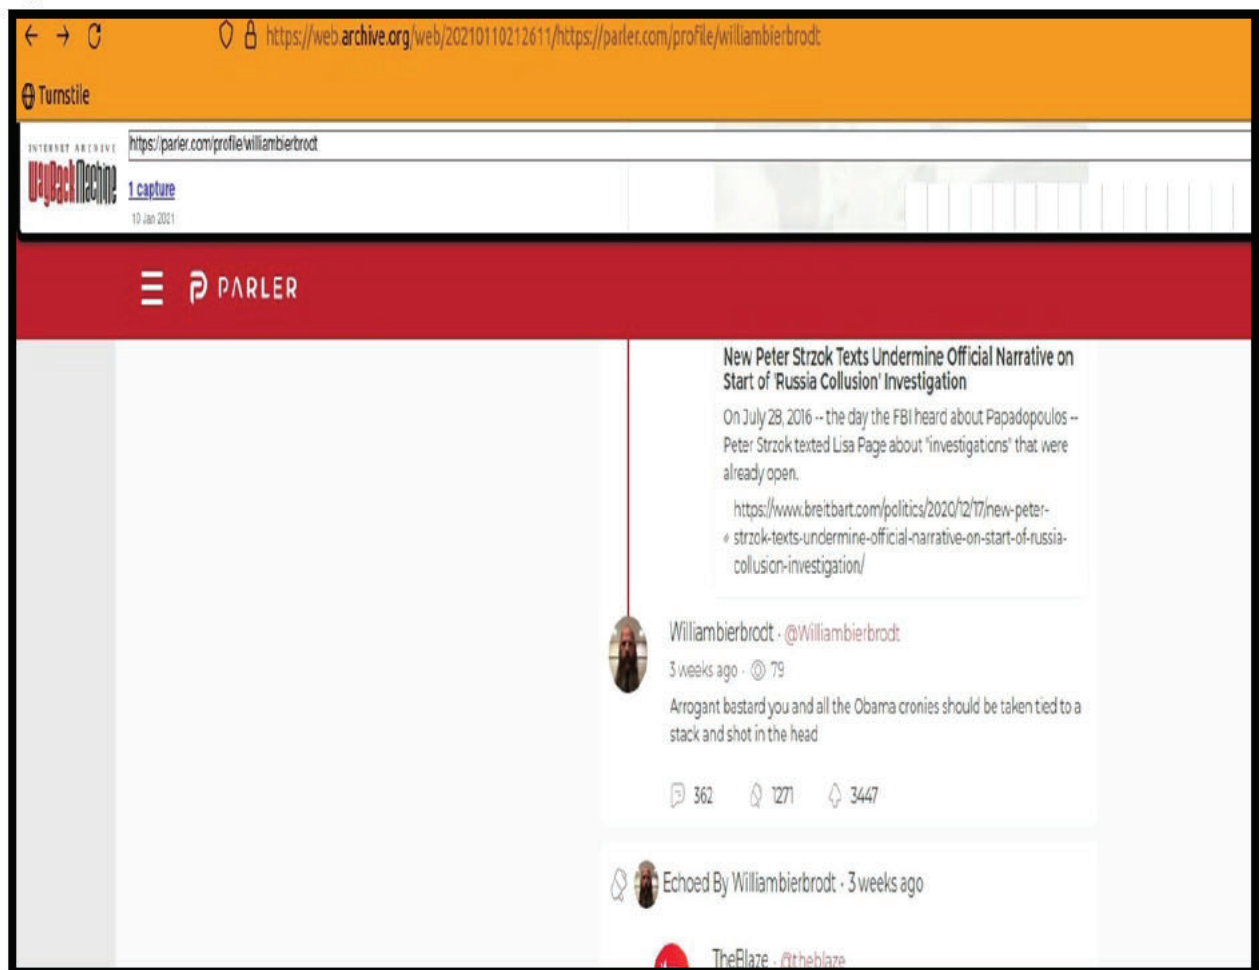 https://web.archive.org/web/20210110212611/https://parler.com/profile/williambierbrodt
Turnstile
INTERNET ARCHIVE
WayBack Machine
https://parler.com/profile/williambierbrodt
1 capture
10 Jan 2021
PARLER
New Peter Strzok Texts Undermine Official Narrative on
Start of 'Russia Collusion' Investigation
On July 28, 2016 -- the day the FBI heard about Papadopoulos --
Peter Strzok texted Lisa Page about "investigations" that were
already open.
https://www.breitbart.com/politics/2020/12/17/new-peter-
strzok-texts-undermine-official-narrative-on-start-of-russia-
collusion-investigation/
Williambierbrodt · @Williambierbrodt
3 weeks ago · 79
Arrogant bastard you and all the Obama cronies should be taken tied to a
stack and shot in the head
362 1271 3447
Echoed By Williambierbrodt · 3 weeks ago
TheBlaze · @theblaze